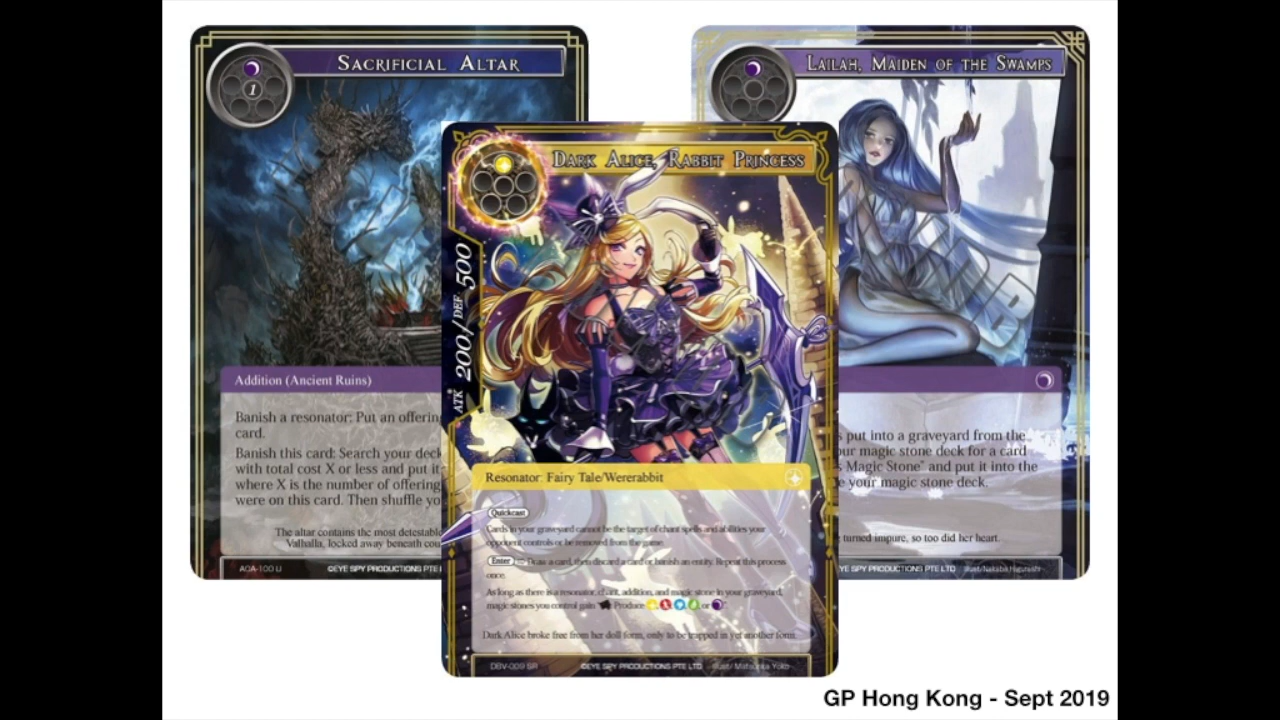 SACRIFICIAL ALTAR
1
Addition (Ancient Ruins)
Banish a resonator: Put an offering
card.
Banish this card: Search your deck
with total cost X or less and put it
where X is the number of offering
were on this card. Then shuffle yo
The altar contains the most detestable
Valhalla, locked away beneath cou
AOA-100 U
©EYE SPY PRODUCTIONS PTE
LAILAH, MAIDEN OF THE SWAMPS
s put into a graveyard from the
our magic stone deck for a card
s Magic Stone" and put it into the
e your magic stone deck.
e turned impure, so too did her heart.
EYE SPY PRODUCTIONS PTE LTD.
DARK ALICE, RABBIT PRINCESS
ATK 200/DEF 500
Resonator: Fairy Tale/Wererabbit
Quickcast
Cards in your graveyard cannot be the target of chant spells and abilities your
opponent controls or be removed from the game.
Enter Draw a card, then discard a card or banish an entity. Repeat this process
once.
As long as there is a resonator, chant, addition, and magic stone in your graveyard,
magic stones you control gain Produce or
Dark Alice broke free from her doll form, only to be trapped in yet another form.
DBV-009 SR
©EYE SPY PRODUCTIONS PTE LTD.
Illust/ Matsurika Youko
GP Hong Kong - Sept 2019